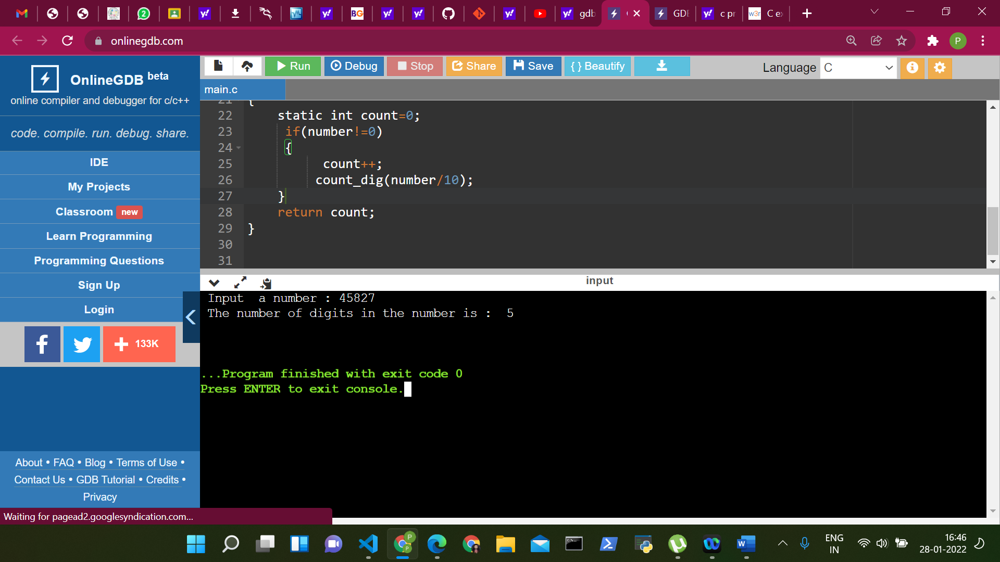 gdb
GDB
c pr
w3r C ex
onlinegdb.com
P
OnlineGDB beta
online compiler and debugger for c/c++
code. compile. run. debug. share.
IDE
My Projects
Classroom new
Learn Programming
Programming Questions
Sign Up
Login
133K
About • FAQ • Blog • Terms of Use •
Contact Us • GDB Tutorial • Credits •
Privacy
Run
Debug
Stop
Share
Save
{ } Beautify
Language C
main.c
21 {
22 static int count=0;
23 if(number!=0)
24 {
25 count++;
26 count_dig(number/10);
27 }
28 return count;
29 }
30
31
input
Input  a number : 45827
The number of digits in the number is :  5
...Program finished with exit code 0
Press ENTER to exit console.
Waiting for pagead2.googlesyndication.com...
ENG
IN
16:46
28-01-2022